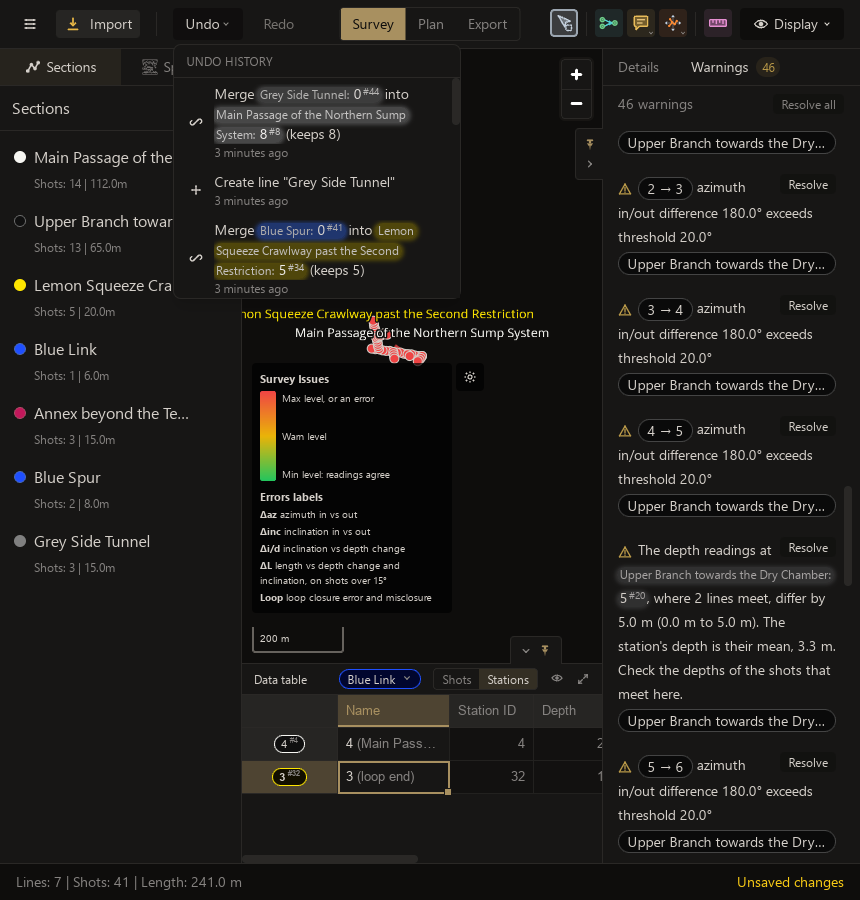 Import
Undo
Redo
Survey
Plan
Export
Display
Sections
Details
Warnings 46
UNDO HISTORY
Merge Grey Side Tunnel: 0 #44 into
Main Passage of the Northern Sump
System: 8 #8 (keeps 8)
3 minutes ago
Create line "Grey Side Tunnel"
3 minutes ago
Merge Blue Spur: 0 #41 into Lemon
Squeeze Crawlway past the Second
Restriction: 5 #34 (keeps 5)
3 minutes ago
Sections
Main Passage of the
Shots: 14 | 112.0m
Upper Branch towar
Shots: 13 | 65.0m
Lemon Squeeze Cra
Shots: 5 | 20.0m
Blue Link
Shots: 1 | 6.0m
Annex beyond the Te...
Shots: 3 | 15.0m
Blue Spur
Shots: 2 | 8.0m
Grey Side Tunnel
Shots: 3 | 15.0m
+
−
non Squeeze Crawlway past the Second Restriction
Main Passage of the Northern Sump System
Survey Issues
Max level, or an error
Warn level
Min level: readings agree
Errors labels
Δaz azimuth in vs out
Δinc inclination in vs out
Δi/d inclination vs depth change
ΔL length vs depth change and
inclination, on shots over 15°
Loop loop closure error and misclosure
200 m
Data table
Blue Link
Shots
Stations
Name
Station ID
Depth
4 #4
4 (Main Pass...
4
2
3 #32
3 (loop end)
32
1
46 warnings
Resolve all
Upper Branch towards the Dry...
2 → 3 azimuth
Resolve
in/out difference 180.0° exceeds
threshold 20.0°
Upper Branch towards the Dry...
3 → 4 azimuth
Resolve
in/out difference 180.0° exceeds
threshold 20.0°
Upper Branch towards the Dry...
4 → 5 azimuth
Resolve
in/out difference 180.0° exceeds
threshold 20.0°
Upper Branch towards the Dry...
The depth readings at
Resolve
Upper Branch towards the Dry Chamber:
5 #20, where 2 lines meet, differ by
5.0 m (0.0 m to 5.0 m). The
station's depth is their mean, 3.3 m.
Check the depths of the shots that
meet here.
Upper Branch towards the Dry...
5 → 6 azimuth
Resolve
in/out difference 180.0° exceeds
threshold 20.0°
Upper Branch towards the Dry...
Lines: 7 | Shots: 41 | Length: 241.0 m
Unsaved changes